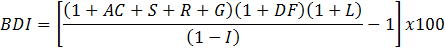 BDI = [(1 + AC + S + R + G)(1 + DF)(1 + L) / (1 − I) − 1] x100